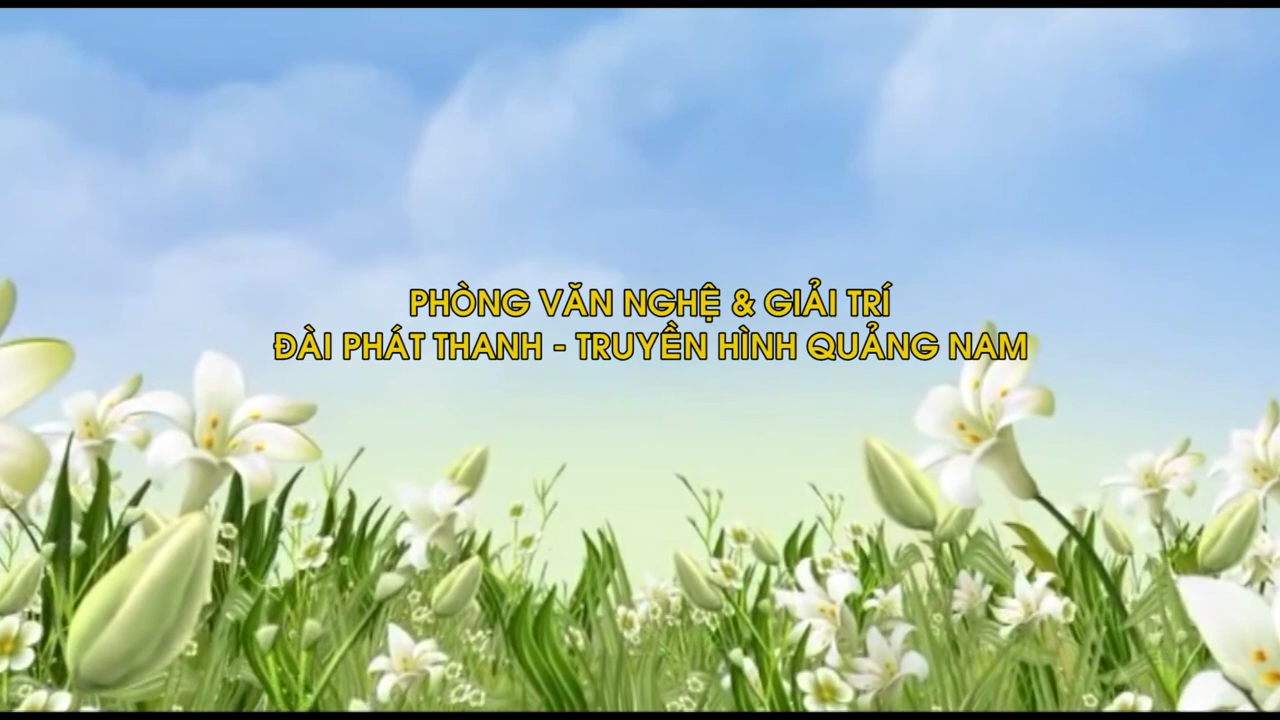 PHÒNG VĂN NGHỆ & GIẢI TRÍ
ĐÀI PHÁT THANH - TRUYỀN HÌNH QUẢNG NAM